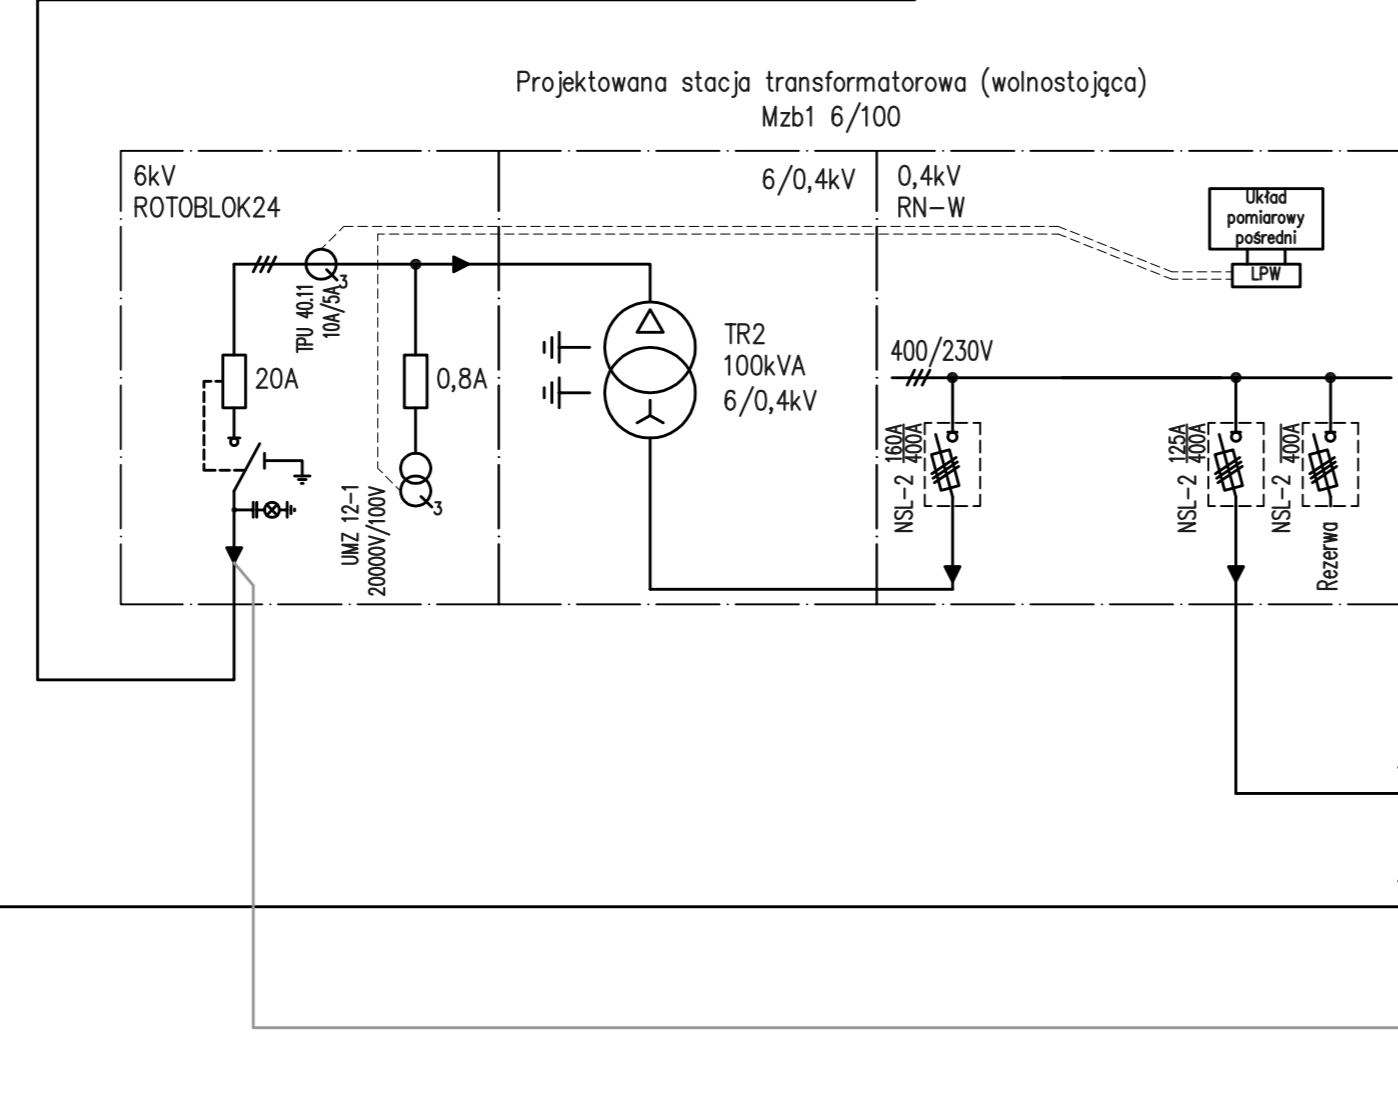 Projektowana stacja transformatorowa (wolnostojąca)
Mzb1 6/100
6kV
ROTOBLOK24
6/0,4kV
0,4kV
RN-W
Układ
pomiarowy
pośredni
LPW
3
TPU 40.11
10A/5A
20A
0,8A
3
UMZ 12-1
20000V/100V
TR2
100kVA
6/0,4kV
400/230V
NSL-2 160A
400A
NSL-2 125A
400A
NSL-2 400A
Rezerwa